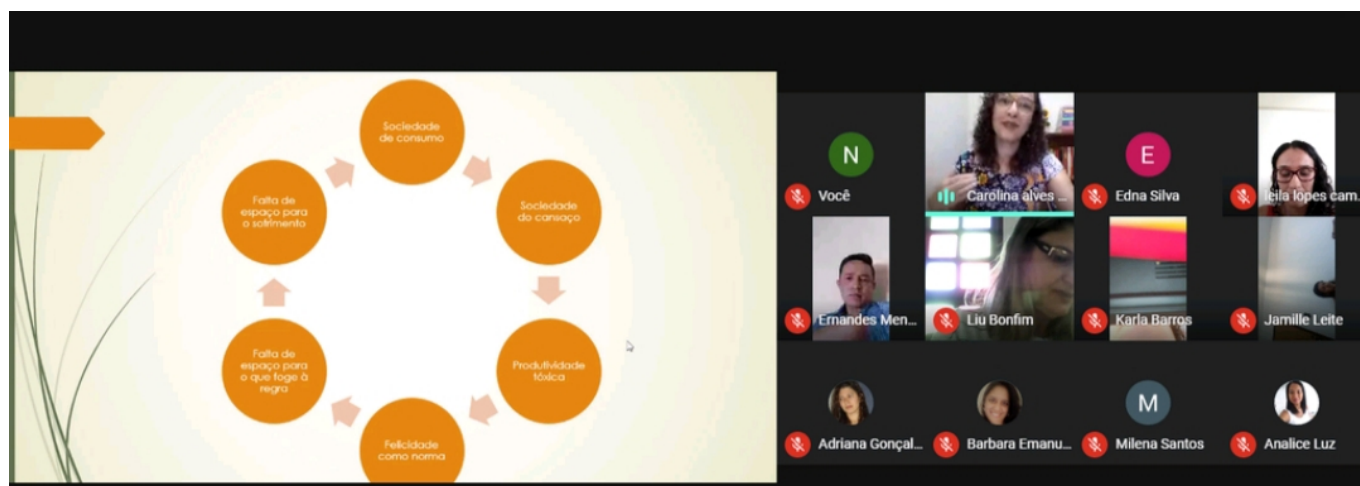 Sociedade
de consumo
Sociedade
do cansaço
Produtividade
tóxica
Felicidade
como norma
Falta de
espaço para
o que foge à
regra
Falta de
espaço para
o sofrimento
N
Você
Carolina alves ...
E
Edna Silva
leila lopes cam...
Ernandes Men...
Liu Bonfim
Karla Barros
Jamille Leite
Adriana Gonçal...
Barbara Emanu...
M
Milena Santos
Analice Luz